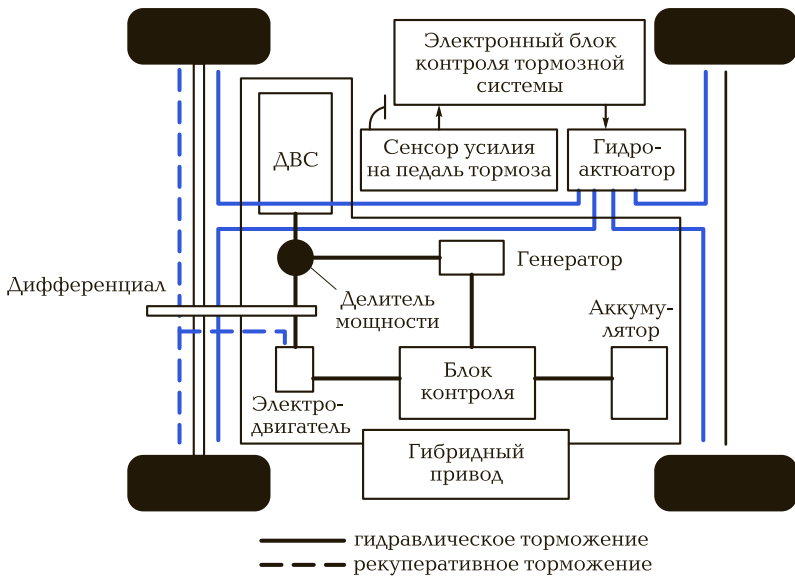 Электронный блок
контроля тормозной
системы
ДВС
Сенсор усилия
на педаль тормоза
Гидро-
актюатор
Генератор
Дифференциал
Делитель
мощности
Аккуму-
лятор
Блок
контроля
Электро-
двигатель
Гибридный
привод
гидравлическое торможение
рекуперативное торможение